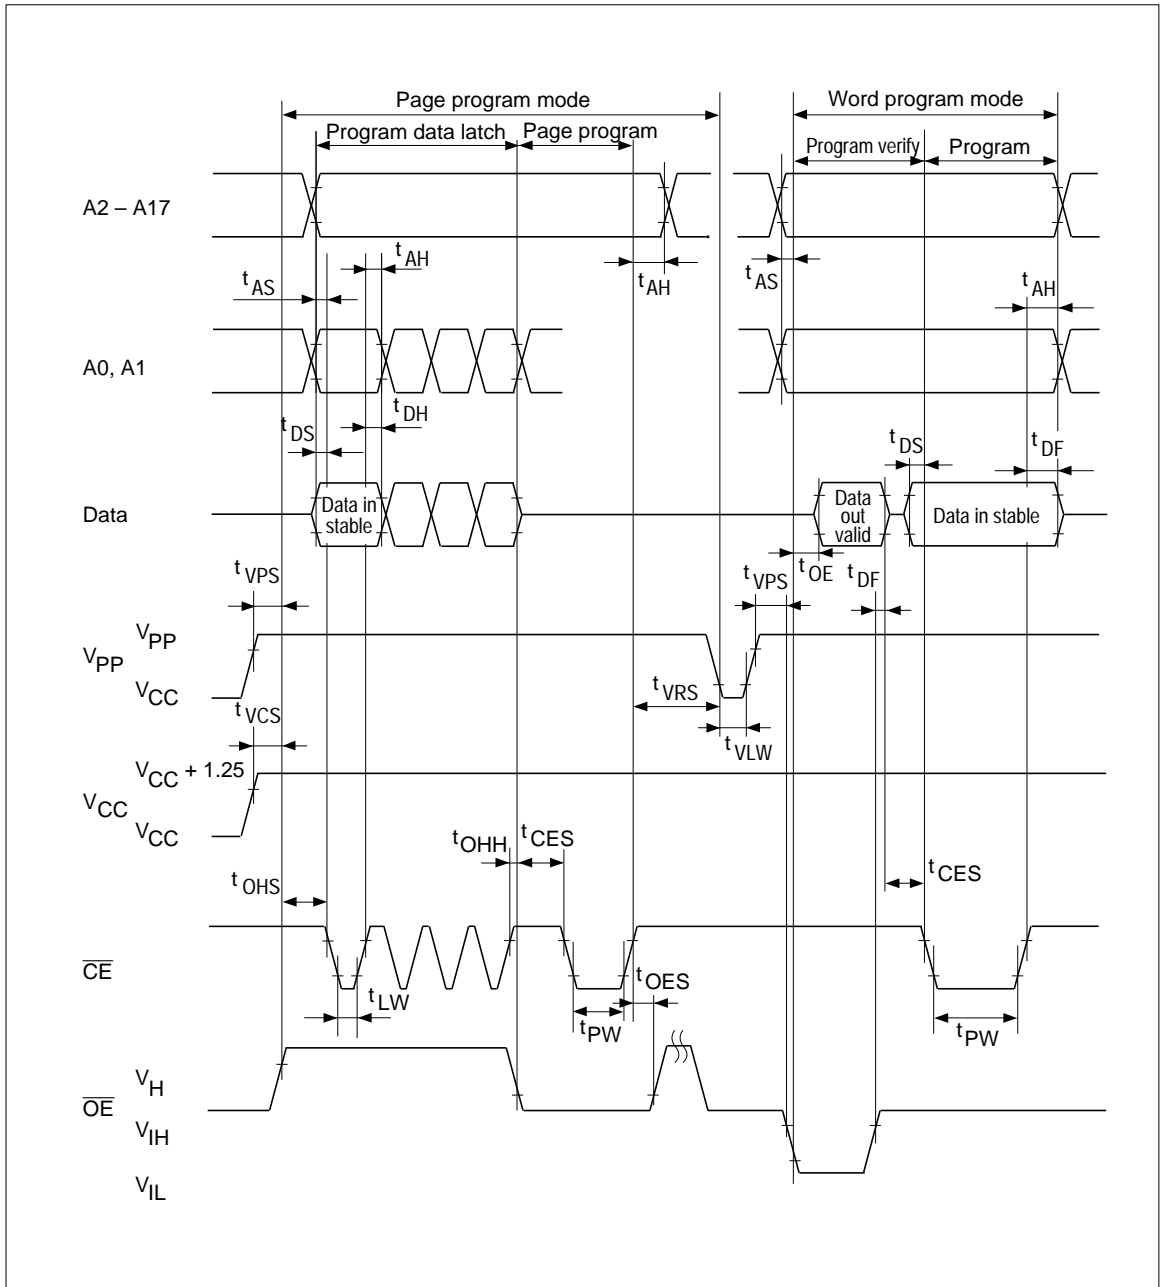 Page program mode
Word program mode
Program data latch
Page program
Program verify
Program
A2 – A17
tAS
tAH
tAH
tAS
tAH
A0, A1
tDS
tDH
tDS
tDF
Data
Data in
stable
Data
out
valid
Data in stable
tVPS
tVPS
tOE
tDF
VPP
VPP
VCC
tVCS
tVRS
tVLW
VCC + 1.25
VCC
VCC
tOHS
tOHH
tCES
tCES
CE
tLW
tPW
tOES
tPW
VH
OE
VIH
VIL